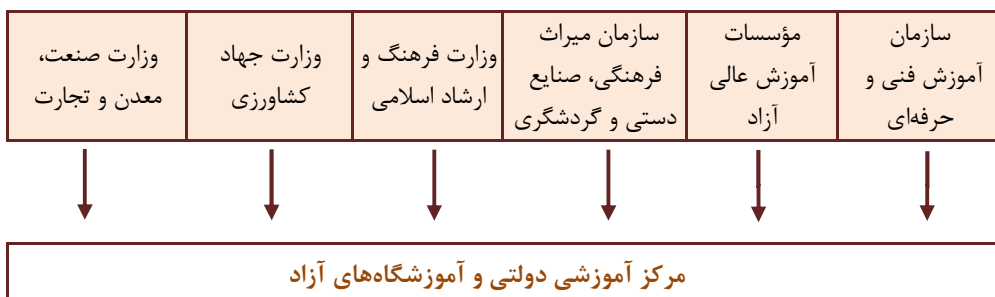 سازمان
آموزش فنی و
حرفه‌ای
مؤسسات
آموزش عالی
آزاد
سازمان میراث
فرهنگی، صنایع
دستی و گردشگری
وزارت فرهنگ و
ارشاد اسلامی
وزارت جهاد
کشاورزی
وزارت صنعت،
معدن و تجارت
مرکز آموزشی دولتی و آموزشگاه‌های آزاد